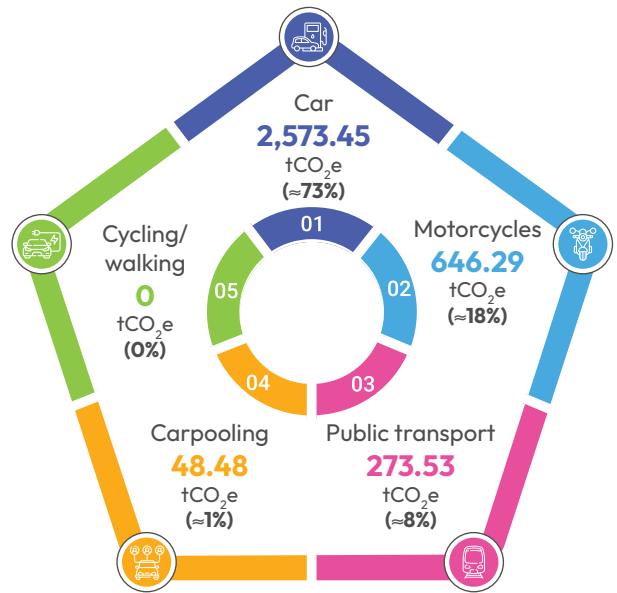 Car
2,573.45
tCO2e
(≈73%)
01
Motorcycles
646.29
tCO2e
(≈18%)
02
Public transport
273.53
tCO2e
(≈8%)
03
Carpooling
48.48
tCO2e
(≈1%)
04
Cycling/
walking
0
tCO2e
(0%)
05